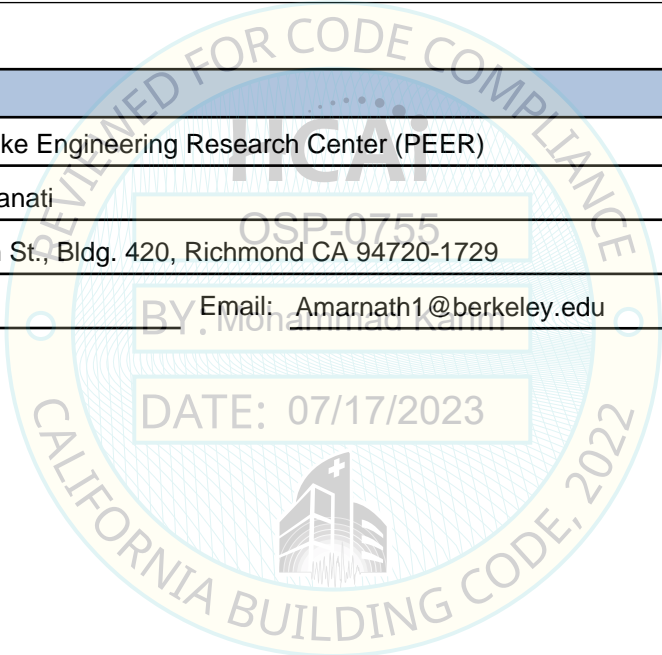 REVIEWED FOR CODE COMPLIANCE
HCAi
ke Engineering Research Center (PEER)
anati
OSP-0755
St., Bldg. 420, Richmond CA 94720-1729
Email: Amarnath1@berkeley.edu
BY: Mohammad Karim
DATE: 07/17/2023
CALIFORNIA BUILDING CODE, 2022